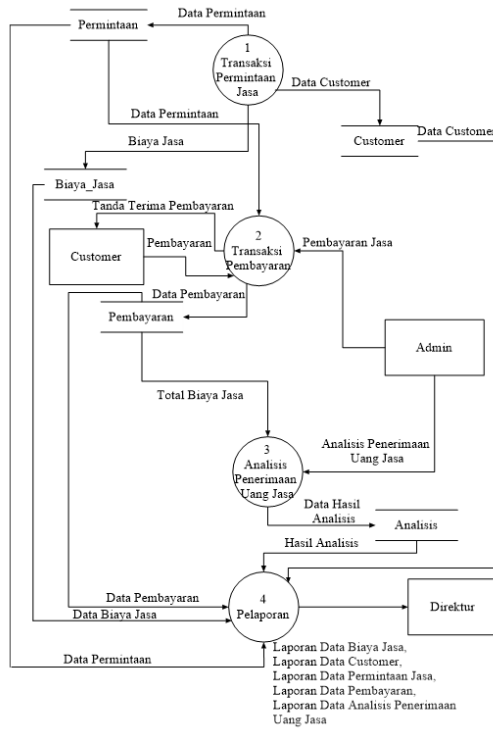 Data Permintaan
Permintaan
1
Transaksi
Permintaan
Jasa
Data Customer
Data Permintaan
Customer
Data Customer
Biaya Jasa
Biaya_Jasa
Tanda Terima Pembayaran
2
Transaksi
Pembayaran
Pembayaran Jasa
Customer
Pembayaran
Data Pembayaran
Pembayaran
Admin
Total Biaya Jasa
3
Analisis
Penerimaan
Uang Jasa
Analisis Penerimaan
Uang Jasa
Data Hasil
Analisis
Analisis
Hasil Analisis
Data Pembayaran
4
Pelaporan
Direktur
Data Biaya Jasa
Data Permintaan
Laporan Data Biaya Jasa,
Laporan Data Customer,
Laporan Data Permintaan Jasa,
Laporan Data Pembayaran,
Laporan Data Analisis Penerimaan
Uang Jasa